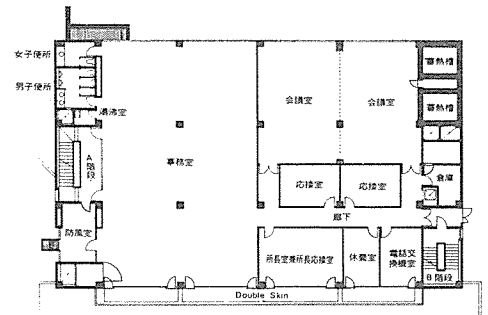 女子便所
男子便所
湯沸室
A階段
事務室
防風室
会議室
会議室
蓄熱槽
蓄熱槽
応接室
応接室
倉庫
廊下
所長室兼所長応接室
休養室
電話交
換機室
B階段
Double Skin